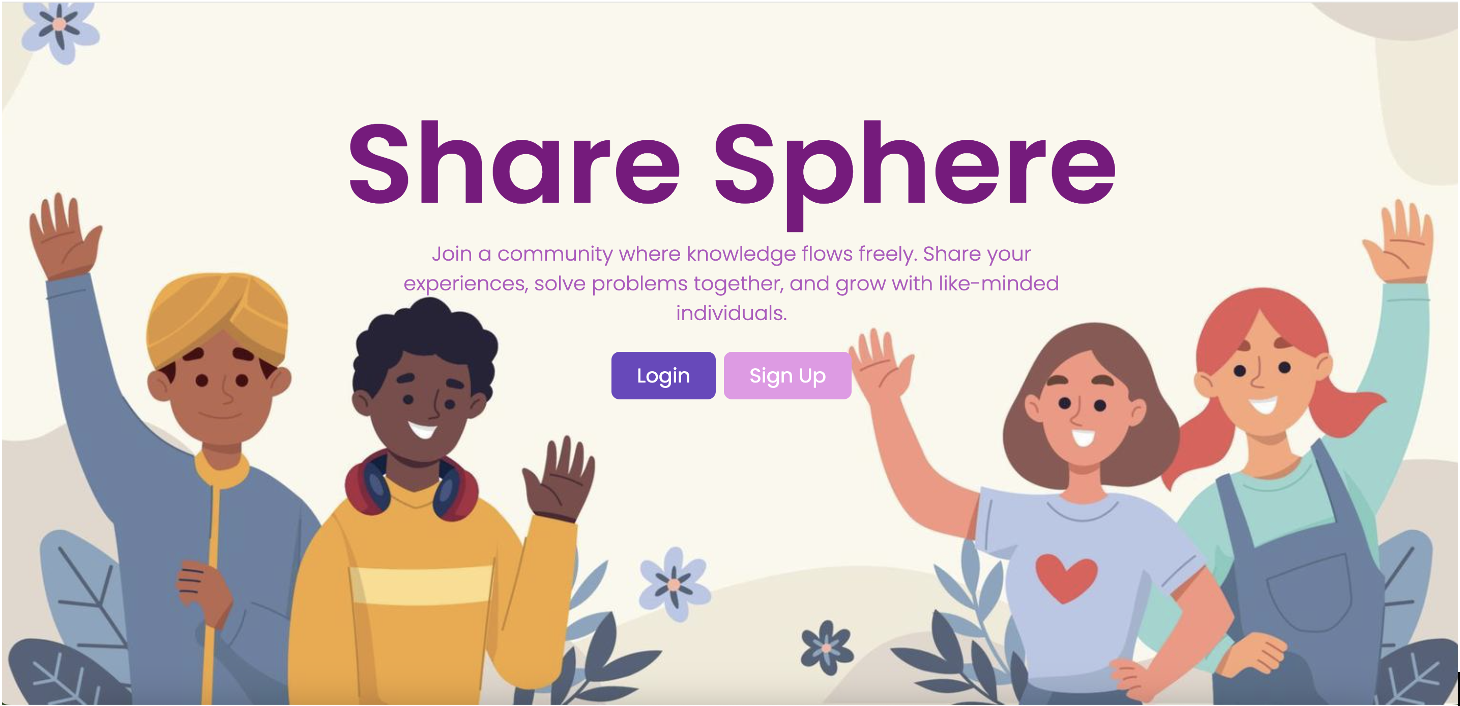 Share Sphere
Join a community where knowledge flows freely. Share your
experiences, solve problems together, and grow with like-minded
individuals.
Login
Sign Up